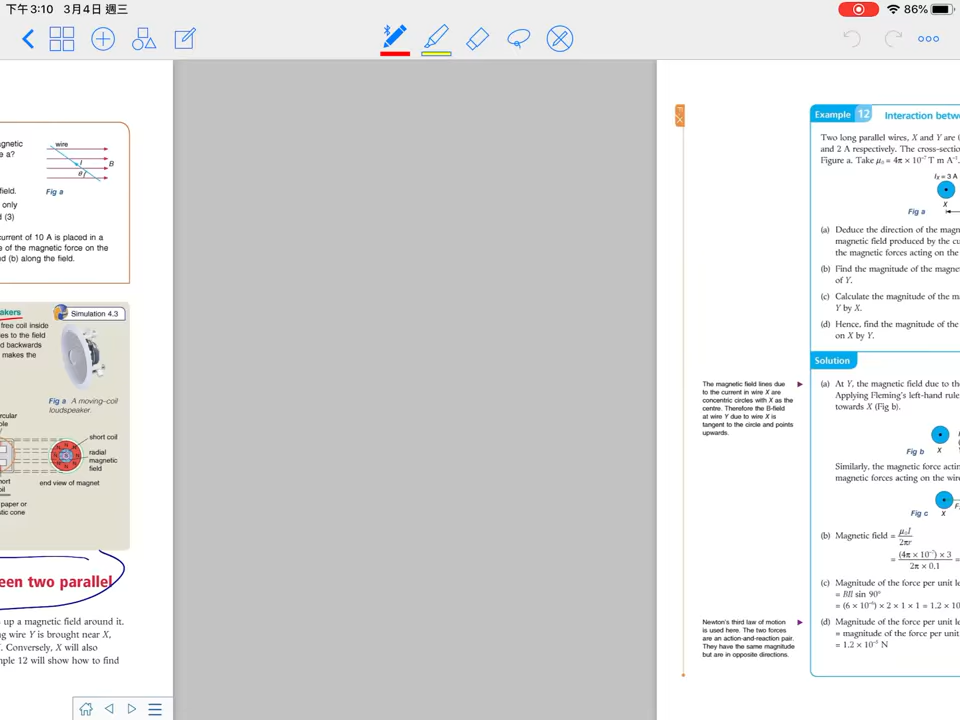 下午3:10 3月4日 週三
86%
agnetic
e a?
wire
I
B
θ
Fig a
field.
only
d (3)
current of 10 A is placed in a
e of the magnetic force on the
nd (b) along the field.
akers
Simulation 4.3
free coil inside
es to the field
d backwards
makes the
Fig a A moving-coil
loudspeaker.
rcular
ole
short coil
radial
magnetic
field
hort
oil
end view of magnet
paper or
stic cone
een two parallel
s up a magnetic field around it.
ng wire Y is brought near X,
. Conversely, X will also
mple 12 will show how to find
Example 12 Interaction betwe
Two long parallel wires, X and Y are
and 2 A respectively. The cross-section
Figure a. Take μ₀ = 4π × 10⁻⁷ T m A⁻¹.
Iₓ = 3 A
X
Fig a
(a) Deduce the direction of the magn
magnetic field produced by the cu
the magnetic forces acting on the
(b) Find the magnitude of the magne
of Y.
(c) Calculate the magnitude of the m
Y by X.
(d) Hence, find the magnitude of the
on X by Y.
Solution
The magnetic field lines due
to the current in wire X are
concentric circles with X as the
centre. Therefore the B-field
at wire Y due to wire X is
tangent to the circle and points
upwards.
(a) At Y, the magnetic field due to th
Applying Fleming's left-hand rule
towards X (Fig b).
Fig b X
Similarly, the magnetic force actin
magnetic forces acting on the wire
Fig c X
F
(b) Magnetic field = μ₀I / 2πr
= (4π × 10⁻⁷) × 3 / 2π × 0.1 =
(c) Magnitude of the force per unit le
= BIl sin 90°
= (6 × 10⁻⁶) × 2 × 1 × 1 = 1.2 × 10
Newton's third law of motion
is used here. The two forces
are an action-and-reaction pair.
They have the same magnitude
but are in opposite directions.
(d) Magnitude of the force per unit le
= magnitude of the force per unit
= 1.2 × 10⁻⁵ N